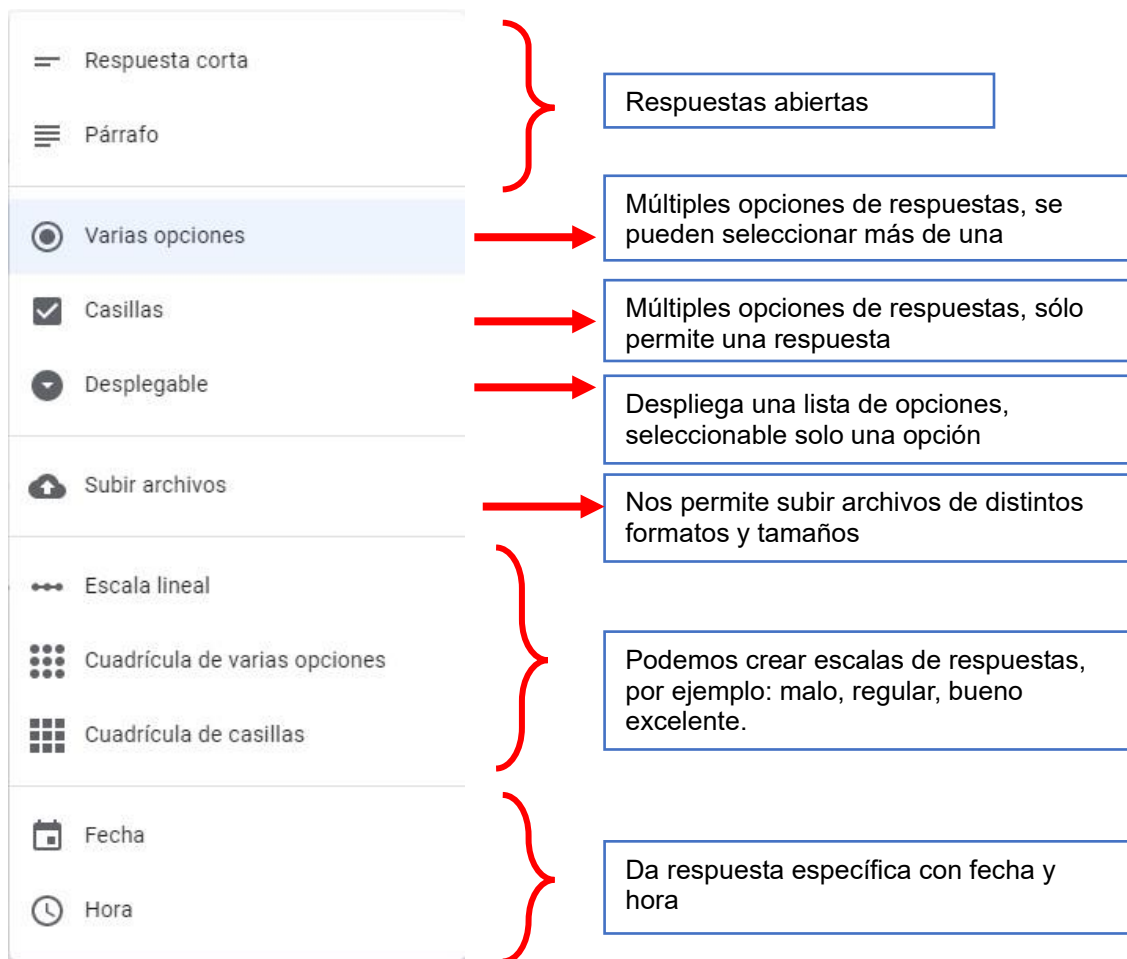 Respuesta corta
Párrafo
Respuestas abiertas
Varias opciones
Múltiples opciones de respuestas, se
pueden seleccionar más de una
Casillas
Múltiples opciones de respuestas, sólo
permite una respuesta
Desplegable
Despliega una lista de opciones,
seleccionable solo una opción
Subir archivos
Nos permite subir archivos de distintos
formatos y tamaños
Escala lineal
Cuadrícula de varias opciones
Cuadrícula de casillas
Podemos crear escalas de respuestas,
por ejemplo: malo, regular, bueno
excelente.
Fecha
Hora
Da respuesta específica con fecha y
hora